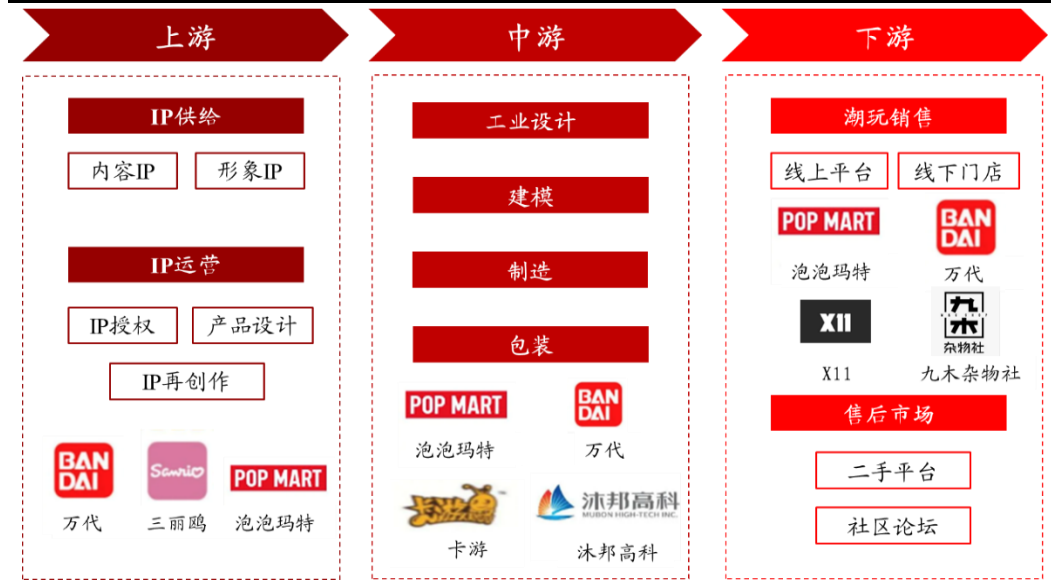 上游
IP供给
内容IP 形象IP
IP运营
IP授权 产品设计
IP再创作
BAN
DAI
Sanrio
POP MART
万代 三丽鸥 泡泡玛特
中游
工业设计
建模
制造
包装
POP MART
BAN
DAI
泡泡玛特 万代
沐邦高科
MUBON HIGH-TECH INC.
卡游 沐邦高科
下游
潮玩销售
线上平台 线下门店
POP MART
BAN
DAI
泡泡玛特 万代
X11
九木
杂物社
X11 九木杂物社
售后市场
二手平台
社区论坛